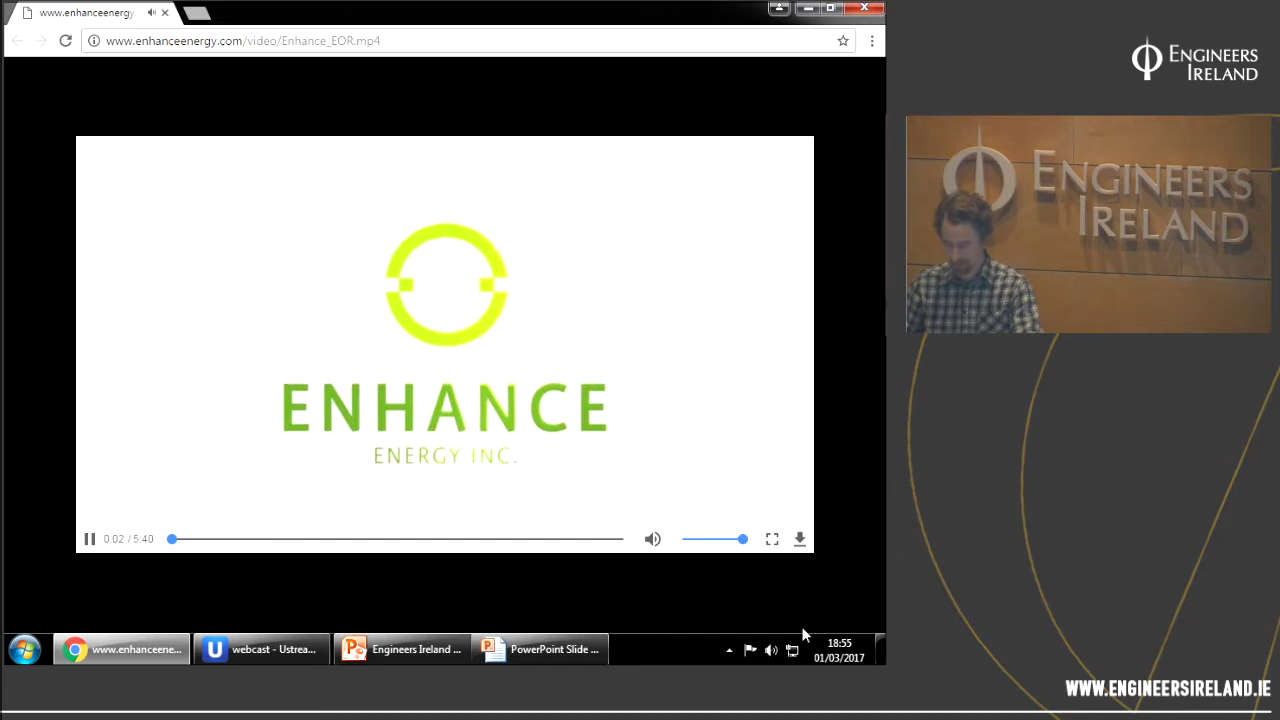 www.enhanceenergy
www.enhanceenergy.com/video/Enhance_EOR.mp4
ENGINEERS
IRELAND
ENGINEERS
IRELAND
ENHANCE
ENERGY INC.
0:02 / 5:40
www.enhanceene...
U
webcast - Ustrea...
Engineers Ireland ...
PowerPoint Slide ...
18:55
01/03/2017
WWW.ENGINEERSIRELAND.IE